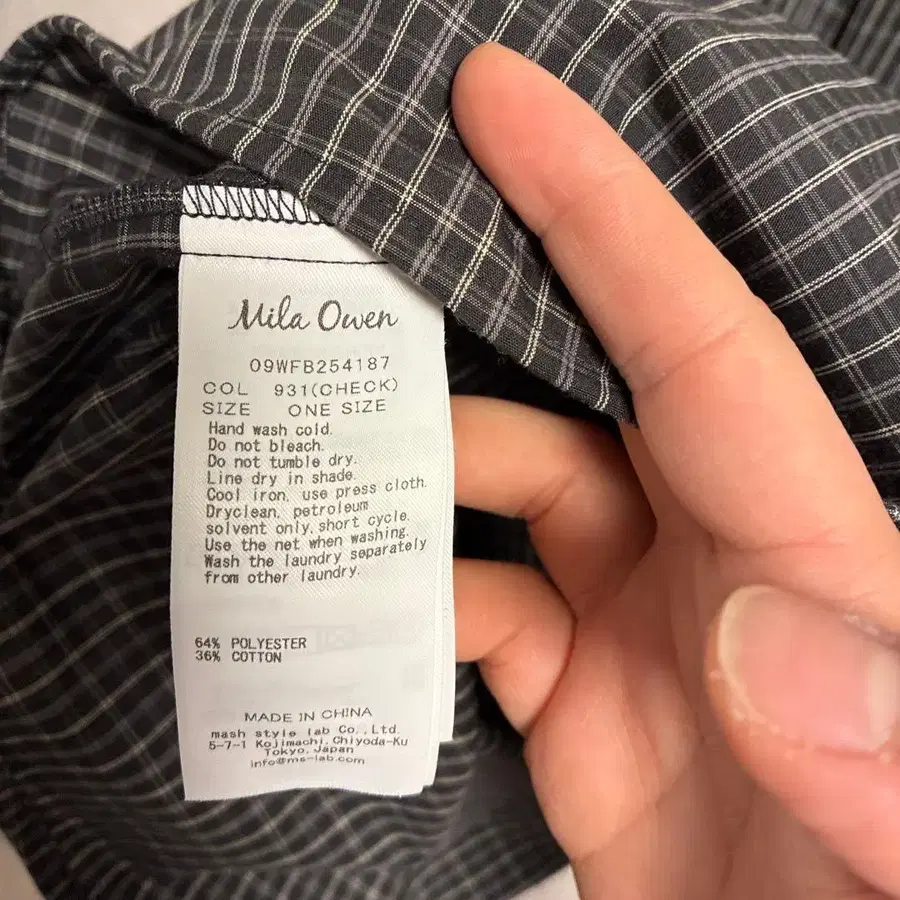 Mila Owen
09WFB254187
COL 931(CHECK)
SIZE ONE SIZE
Hand wash cold.
Do not bleach.
Do not tumble dry.
Line dry in shade.
Cool iron, use press cloth.
Dryclean, petroleum
solvent only, short cycle.
Use the net when washing.
Wash the laundry separately
from other laundry.
64% POLYESTER
36% COTTON
MADE IN CHINA
mash style lab Co.,Ltd.
5-7-1 Kojimachi,Chiyoda-Ku
Tokyo,Japan
info@ms-lab.com